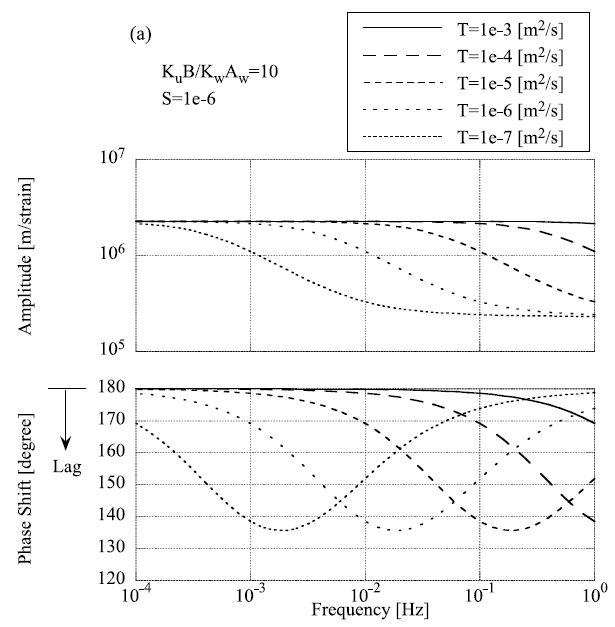 (a)
KuB/KwAw=10
S=1e-6
T=1e-3 [m²/s]
T=1e-4 [m²/s]
T=1e-5 [m²/s]
T=1e-6 [m²/s]
T=1e-7 [m²/s]
Amplitude [m/strain]
10⁷
10⁶
10⁵
Phase Shift [degree]
Lag
180
170
160
150
140
130
120
10⁻⁴
10⁻³
10⁻²
10⁻¹
10⁰
Frequency [Hz]